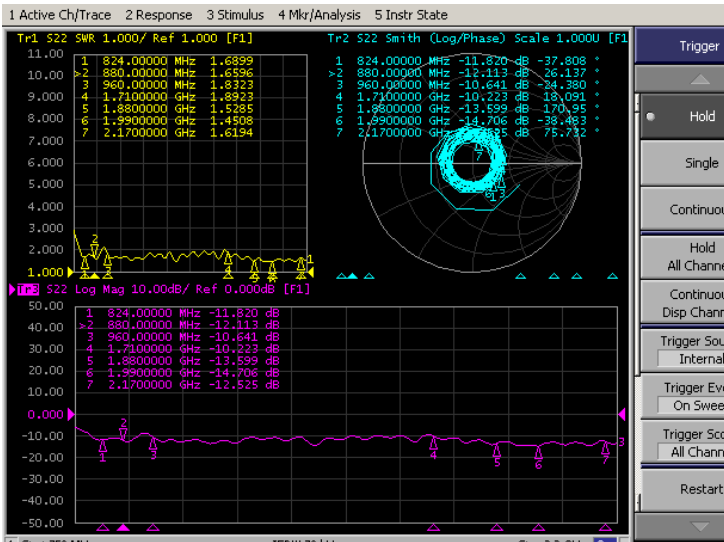 1 Active Ch/Trace 2 Response 3 Stimulus 4 Mkr/Analysis 5 Instr State
Tr1 S22 SWR 1.000/ Ref 1.000 [F1]
11.00
10.00
9.000
8.000
7.000
6.000
5.000
4.000
3.000
2.000
1.000
1 824.00000 MHz 1.6899
>2 880.00000 MHz 1.6596
3 960.00000 MHz 1.8323
4 1.7100000 GHz 1.8923
5 1.8800000 GHz 1.5285
6 1.9900000 GHz 1.4508
7 2.1700000 GHz 1.6194
Tr2 S22 Smith (Log/Phase) Scale 1.000U [F1
1 824.00000 MHz -11.820 dB -37.808 °
>2 880.00000 MHz -12.113 dB 26.137 °
3 960.00000 MHz -10.641 dB -24.380 °
4 1.7100000 GHz -10.223 dB 18.091 °
5 1.8800000 GHz -13.599 dB 170.95 °
6 1.9900000 GHz -14.706 dB -38.483 °
7 2.1700000 GHz dB 75.732 °
Tr3 S22 Log Mag 10.00dB/ Ref 0.000dB [F1]
50.00
40.00
30.00
20.00
10.00
0.000
-10.00
-20.00
-30.00
-40.00
-50.00
1 824.00000 MHz -11.820 dB
>2 880.00000 MHz -12.113 dB
3 960.00000 MHz -10.641 dB
4 1.7100000 GHz -10.223 dB
5 1.8800000 GHz -13.599 dB
6 1.9900000 GHz -14.706 dB
7 2.1700000 GHz -12.525 dB
Trigger
Hold
Single
Continuou
Hold
All Channe
Continuou
Disp Chann
Trigger Sou
Internal
Trigger Eve
On Swee
Trigger Sco
All Chann
Restart